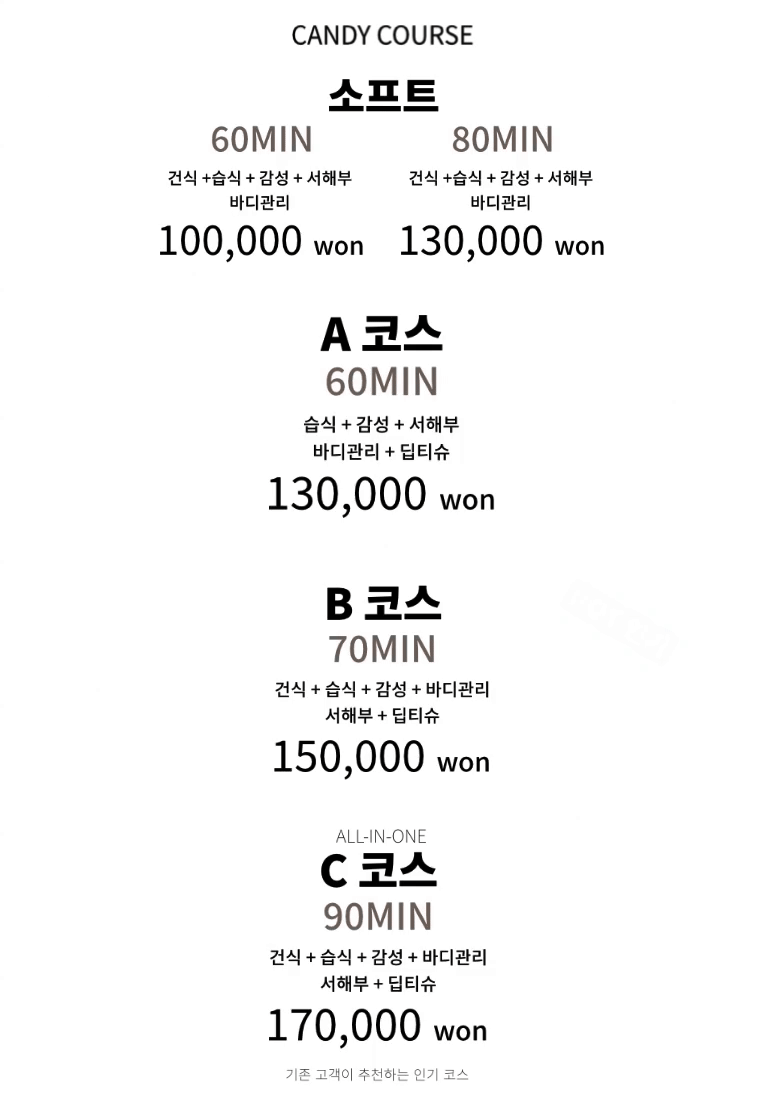 CANDY COURSE
소프트
60MIN
건식 +습식 + 감성 + 서해부
바디관리
100,000 won
80MIN
건식 +습식 + 감성 + 서해부
바디관리
130,000 won
A 코스
60MIN
습식 + 감성 + 서해부
바디관리 + 딥티슈
130,000 won
B 코스
70MIN
건식 + 습식 + 감성 + 바디관리
서해부 + 딥티슈
150,000 won
ALL-IN-ONE
C 코스
90MIN
건식 + 습식 + 감성 + 바디관리
서해부 + 딥티슈
170,000 won
기존 고객이 추천하는 인기 코스